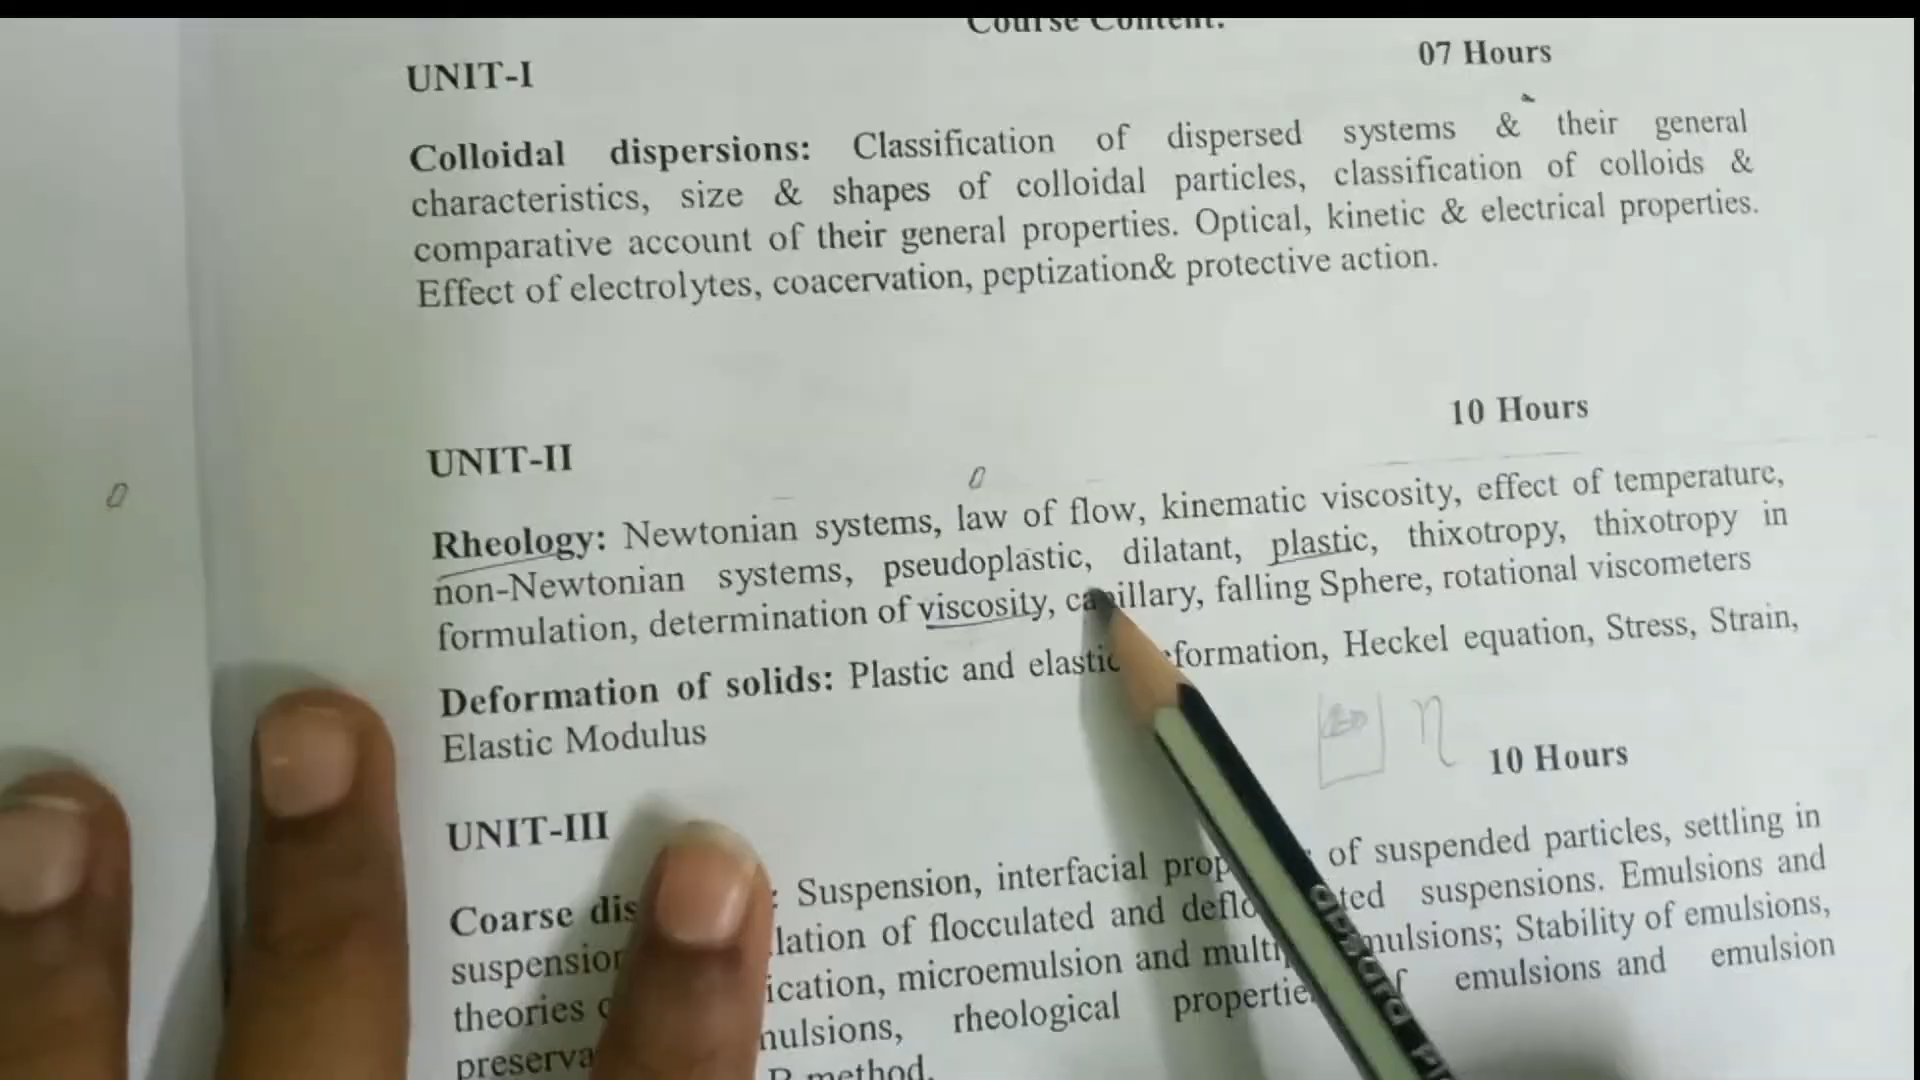 Course Content:
UNIT-I
07 Hours
Colloidal dispersions: Classification of dispersed systems & their general
characteristics, size & shapes of colloidal particles, classification of colloids &
comparative account of their general properties. Optical, kinetic & electrical properties.
Effect of electrolytes, coacervation, peptization& protective action.
10 Hours
UNIT-II
Rheology: Newtonian systems, law of flow, kinematic viscosity, effect of temperature,
non-Newtonian systems, pseudoplastic, dilatant, plastic, thixotropy, thixotropy in
formulation, determination of viscosity, capillary, falling Sphere, rotational viscometers
Deformation of solids: Plastic and elastic formation, Heckel equation, Stress, Strain,
Elastic Modulus
η
10 Hours
UNIT-III
Coarse dis : Suspension, interfacial prop of suspended particles, settling in
suspension lation of flocculated and deflo ted suspensions. Emulsions and
theories ication, microemulsion and mult mulsions; Stability of emulsions,
preserva nulsions, rheological propertie f emulsions and emulsion
method.
apsara